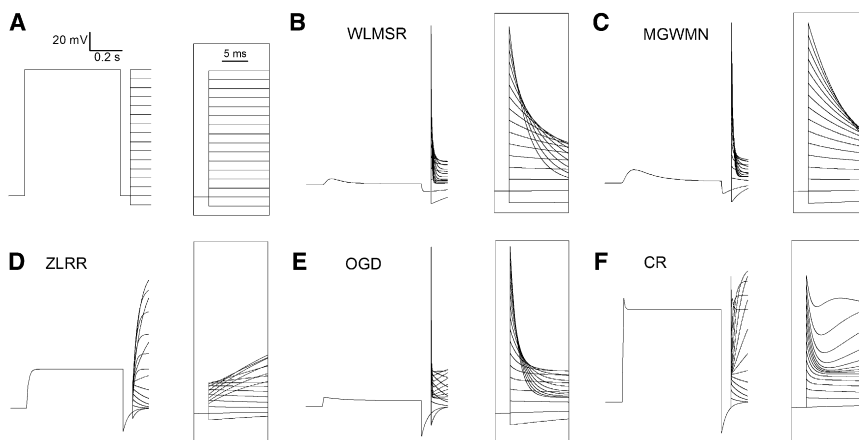 A
20 mV
0.2 s
5 ms
B
WLMSR
C
MGWMN
D
ZLRR
E
OGD
F
CR